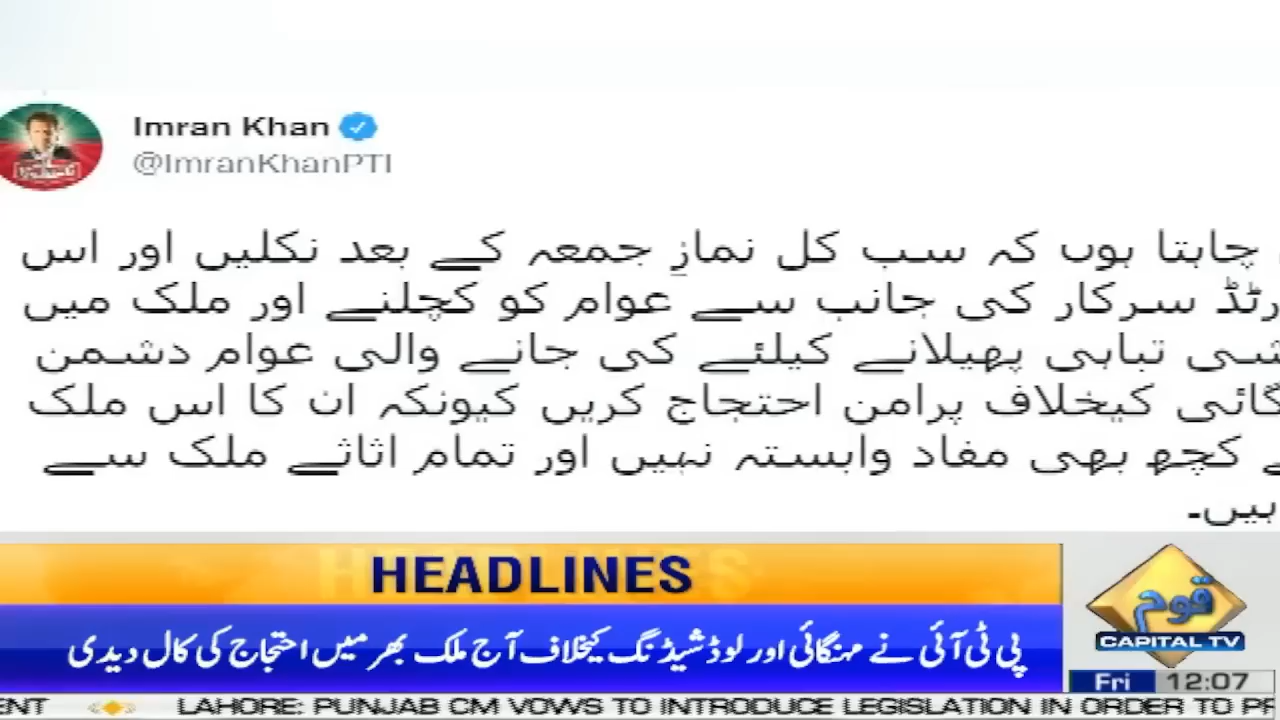 Imran Khan
@ImranKhanPTI
چاہتا ہوں کہ سب کل نمازِ جمعہ کے بعد نکلیں اور اس
رٹڈ سرکار کی جانب سے عوام کو کچلنے اور ملک میں
شی تباہی پھیلانے کیلئے کی جانے والی عوام دشمن
گائی کیخلاف پرامن احتجاج کریں کیونکہ ان کا اس ملک
کچھ بھی مفاد وابستہ نہیں اور تمام اثاثے ملک سے
ہیں۔
HEADLINES
پی ٹی آئی نے مہنگائی اور لوڈشیڈنگ کیخلاف آج ملک بھر میں احتجاج کی کال دیدی
قوم
CAPITAL TV
Fri 12:07
ENT LAHORE: PUNJAB CM VOWS TO INTRODUCE LEGISLATION IN ORDER TO PR